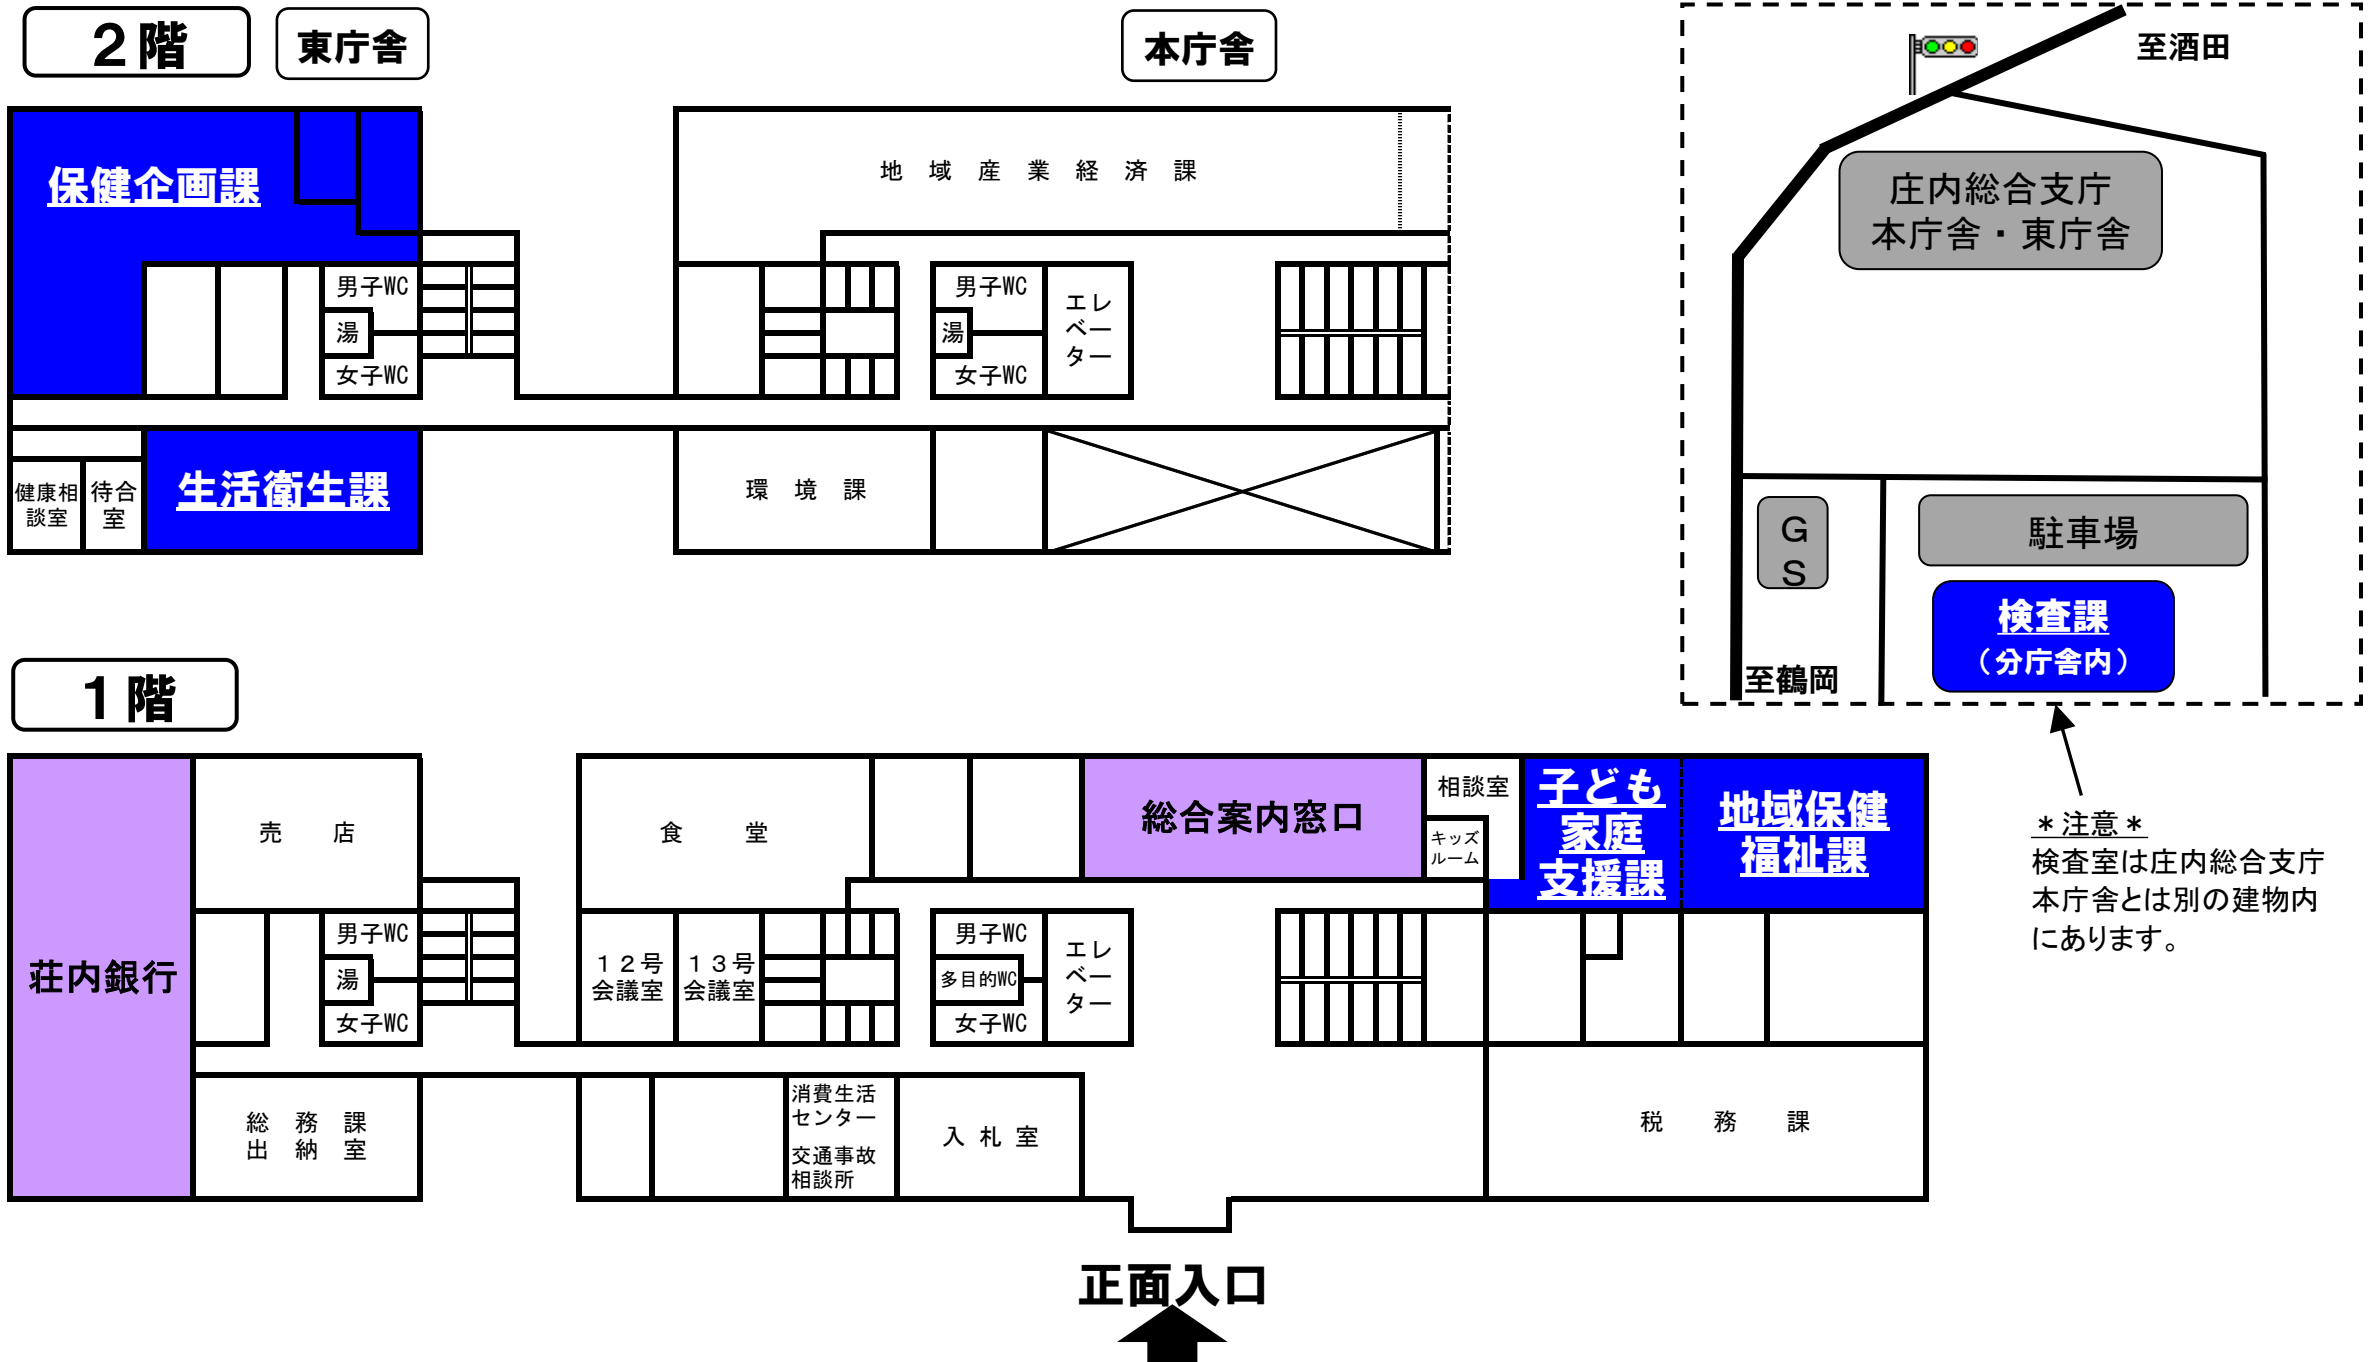 ２階
東庁舎
本庁舎
保健企画課
地域産業経済課
男子WC
湯
女子WC
男子WC
湯
女子WC
エレ
ベー
ター
健康相
談室
待合
室
生活衛生課
環境課
至酒田
庄内総合支庁
本庁舎・東庁舎
Ｇ
Ｓ
駐車場
検査課
（分庁舎内）
至鶴岡
＊注意＊
検査室は庄内総合支庁
本庁舎とは別の建物内
にあります。
１階
荘内銀行
売店
食堂
総合案内窓口
相談室
キッズ
ルーム
子ども
家庭
支援課
地域保健
福祉課
男子WC
湯
女子WC
１２号
会議室
１３号
会議室
男子WC
多目的WC
女子WC
エレ
ベー
ター
総務課
出納室
消費生活
センター
交通事故
相談所
入札室
税務課
正面入口